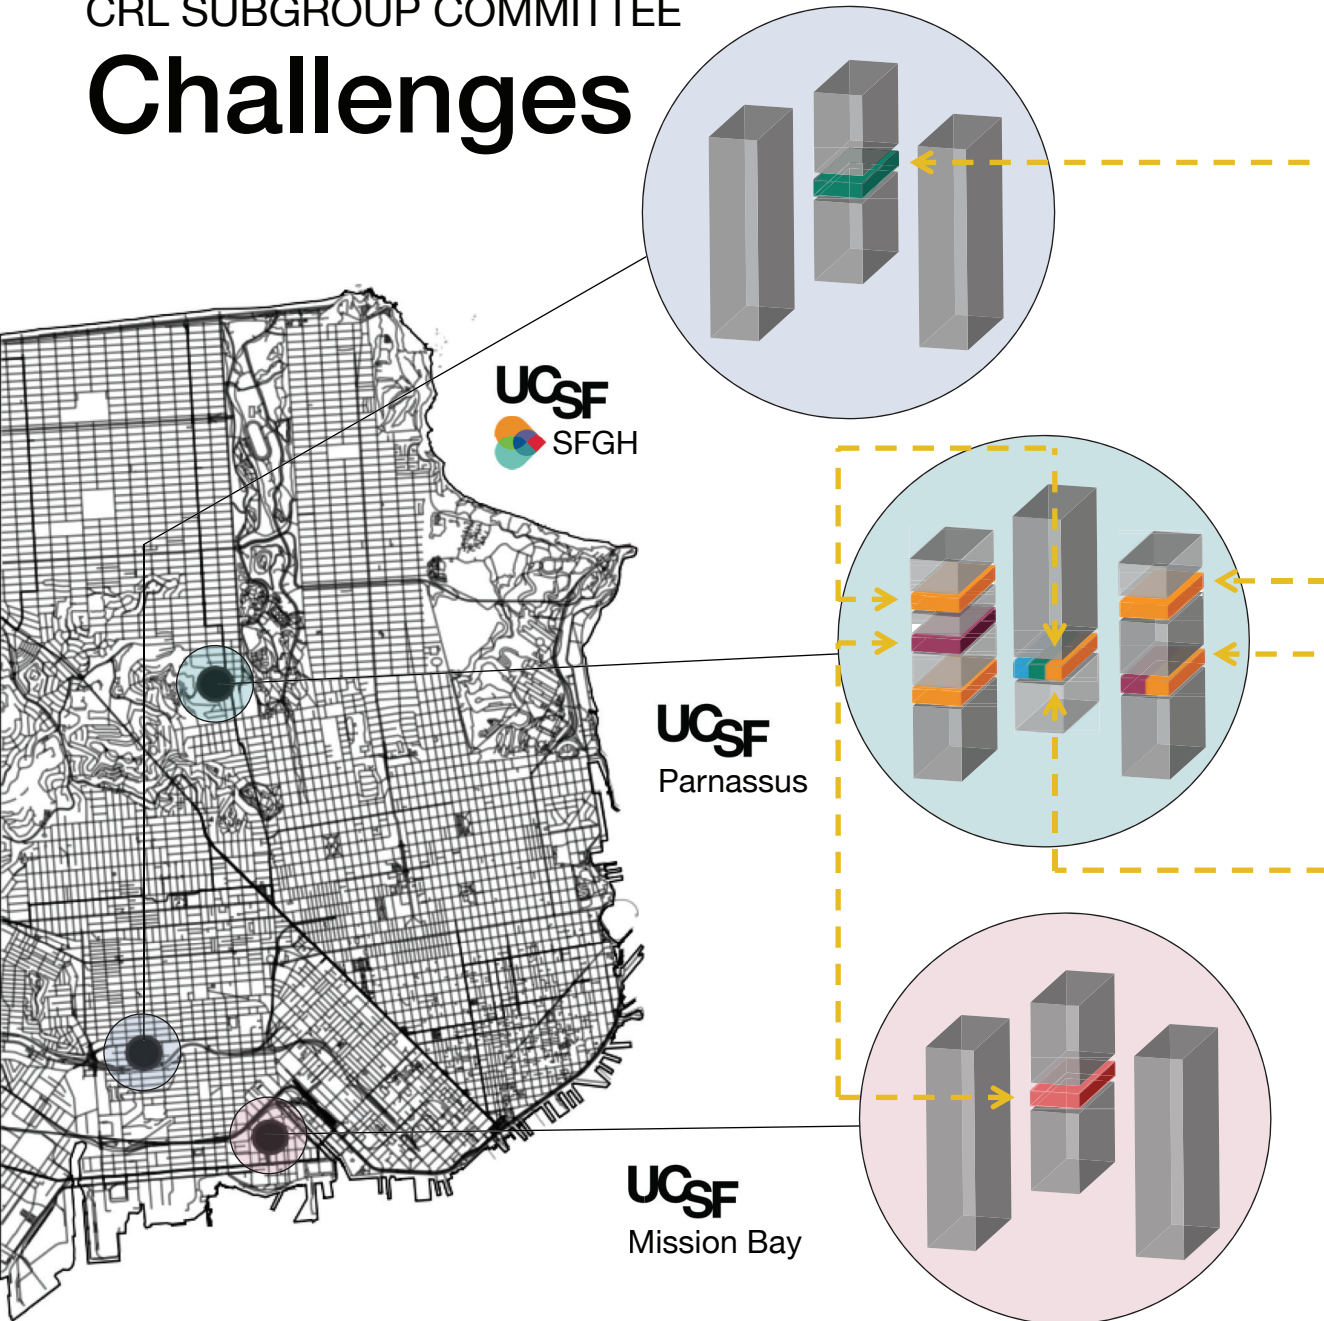 CRL SUBGROUP COMMITTEE
Challenges
UCSF
SFGH
UCSF
Parnassus
UCSF
Mission Bay